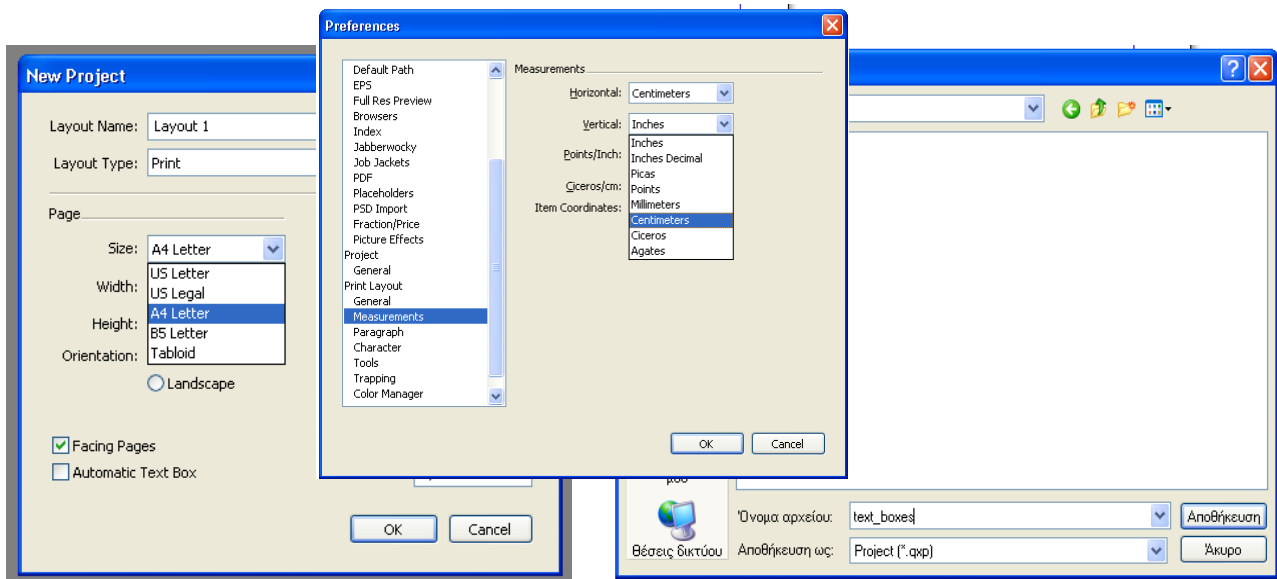 New Project
Layout Name: Layout 1
Layout Type: Print
Page
Size: A4 Letter
US Letter
US Legal
A4 Letter
B5 Letter
Tabloid
Width:
Height:
Orientation:
Landscape
Facing Pages
Automatic Text Box
OK Cancel
Preferences
Default Path
EPS
Full Res Preview
Browsers
Index
Jabberwocky
Job Jackets
PDF
Placeholders
PSD Import
Fraction/Price
Picture Effects
Project
General
Print Layout
General
Measurements
Paragraph
Character
Tools
Trapping
Color Manager
Measurements
Horizontal: Centimeters
Vertical: Inches
Inches
Inches Decimal
Picas
Points
Millimeters
Centimeters
Ciceros
Agates
Points/Inch:
Ciceros/cm:
Item Coordinates:
OK Cancel
μου
Θέσεις δικτύου
Όνομα αρχείου: text_boxes Αποθήκευση
Αποθήκευση ως: Project (*.qxp) Άκυρο